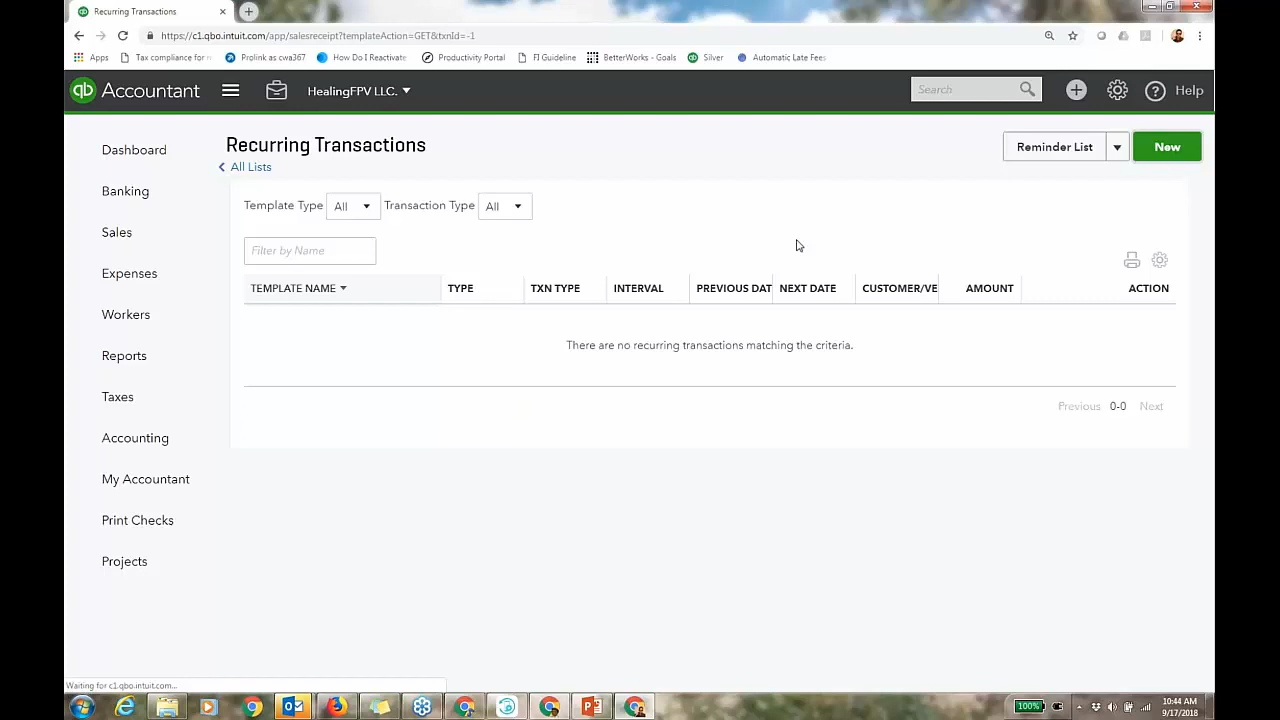 Recurring Transactions
https://c1.qbo.intuit.com/app/salesreceipt?templateAction=GET&txnId=-1
Apps Tax compliance for Prolink as cwa367 How Do I Reactivate Productivity Portal FI Guideline BetterWorks - Goals Silver Automatic Late Fees
qb Accountant HealingFPV LLC. Search Help
Dashboard
Banking
Sales
Expenses
Workers
Reports
Taxes
Accounting
My Accountant
Print Checks
Projects
Recurring Transactions
All Lists
Reminder List New
Template Type All Transaction Type All
Filter by Name
TEMPLATE NAME TYPE TXN TYPE INTERVAL PREVIOUS DAT NEXT DATE CUSTOMER/VE AMOUNT ACTION
There are no recurring transactions matching the criteria.
Previous 0-0 Next
Waiting for c1.qbo.intuit.com...
100% 10:44 AM
9/17/2018